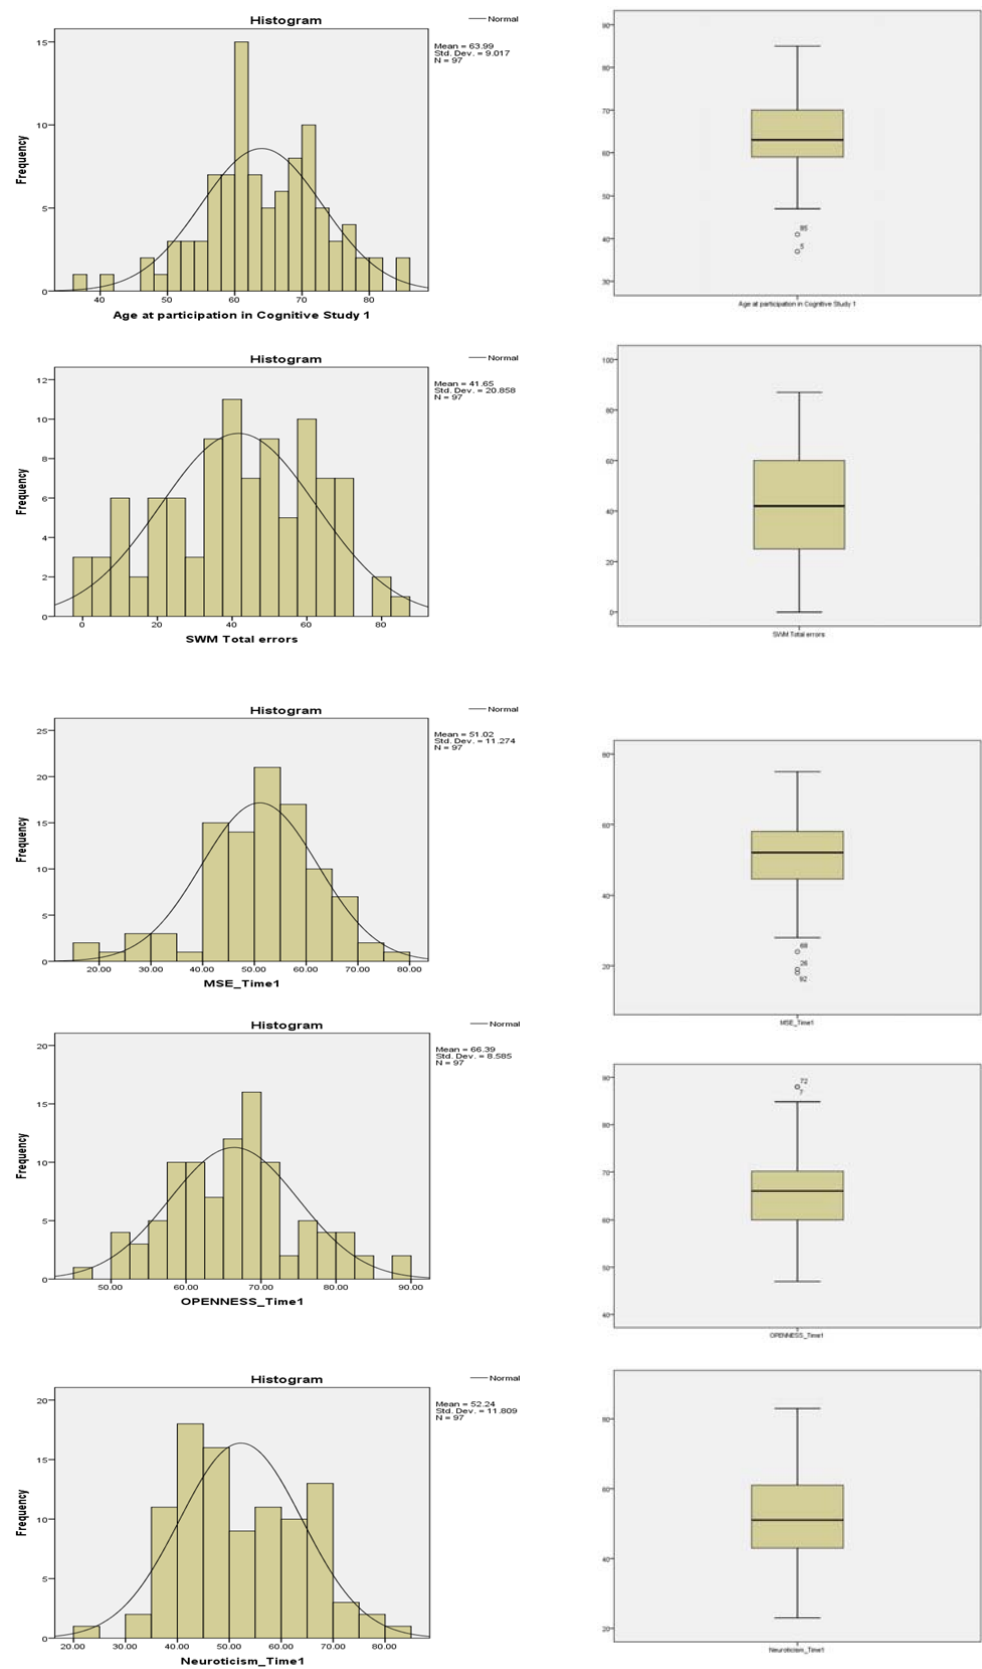 Histogram
Normal
Mean = 63.99
Std. Dev. = 9.017
N = 97
Frequency
15
10
5
0
40 50 60 70 80
Age at participation in Cognitive Study 1
90
80
70
60
50
40
30
95
5
Age at participation in Cognitive Study 1
Histogram
Normal
Mean = 41.65
Std. Dev. = 20.858
N = 97
Frequency
12
10
8
6
4
2
0
0 20 40 60 80
SWM Total errors
100
80
60
40
20
0
SWM Total errors
Histogram
Normal
Mean = 51.02
Std. Dev. = 11.274
N = 97
Frequency
25
20
15
10
5
0
20.00 30.00 40.00 50.00 60.00 70.00 80.00
MSE_Time1
80
60
40
20
68
26
92
MSE_Time1
Histogram
Normal
Mean = 66.39
Std. Dev. = 8.585
N = 97
Frequency
20
15
10
5
0
50.00 60.00 70.00 80.00 90.00
OPENNESS_Time1
90
80
70
60
50
40
72
7
OPENNESS_Time1
Histogram
Normal
Mean = 52.24
Std. Dev. = 11.809
N = 97
Frequency
20
15
10
5
0
20.00 30.00 40.00 50.00 60.00 70.00 80.00
Neuroticism_Time1
80
60
40
20
Neuroticism_Time1